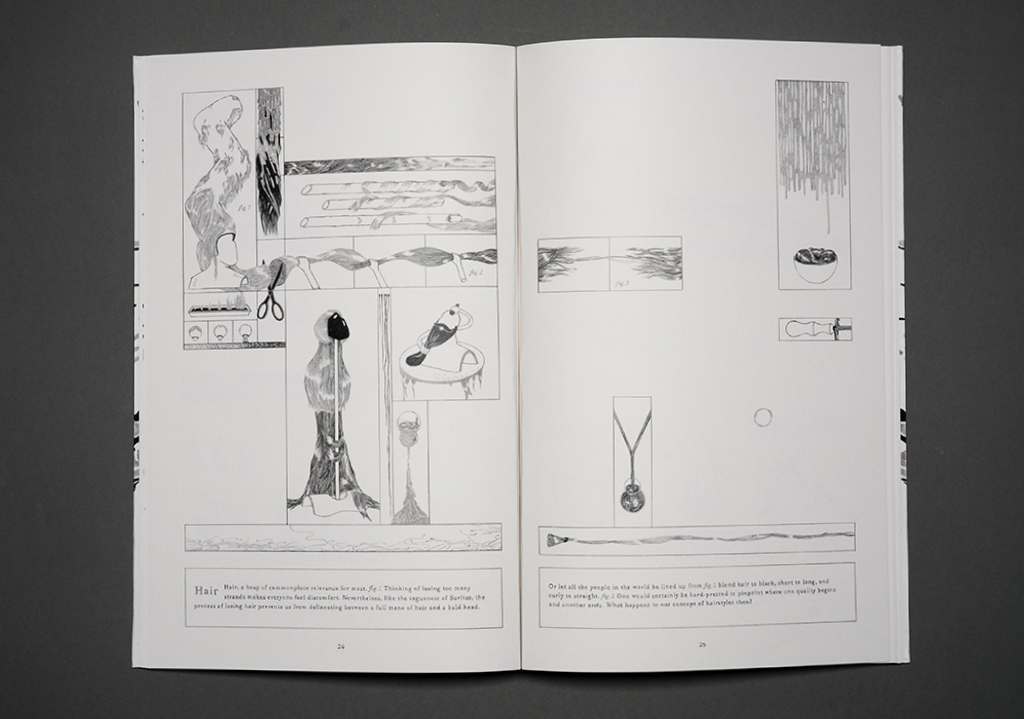 fig. 1
fig. 2
Hair
Hair, a heap of commonplace relevance for most. fig. 1 Thinking of losing too many
strands makes everyone feel discomfort. Nevertheless, like the vagueness of Sorites, the
process of losing hair prevents us from delineating between a full mane of hair and a bald head.
24
fig. 3
Or let all the people in the world be lined up from fig. 2 blond hair to black, short to long, and
curly to straight. fig. 3 One would certainly be hard-pressed to pinpoint where one quality begins
and another ends. What happens to our concept of hairstyles then?
25